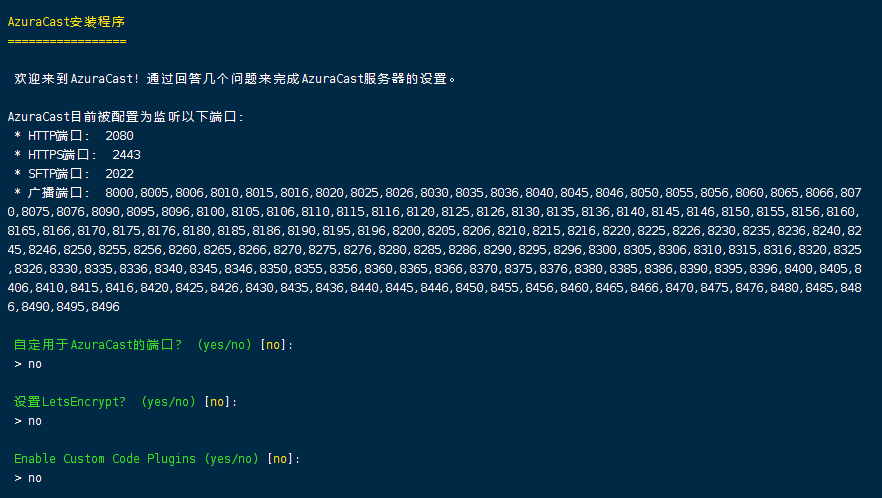 AzuraCast安装程序
=================
欢迎来到AzuraCast! 通过回答几个问题来完成AzuraCast服务器的设置。
AzuraCast目前被配置为监听以下端口:
* HTTP端口: 2080
* HTTPS端口: 2443
* SFTP端口: 2022
* 广播端口: 8000,8005,8006,8010,8015,8016,8020,8025,8026,8030,8035,8036,8040,8045,8046,8050,8055,8056,8060,8065,8066,807
0,8075,8076,8090,8095,8096,8100,8105,8106,8110,8115,8116,8120,8125,8126,8130,8135,8136,8140,8145,8146,8150,8155,8156,8160,
8165,8166,8170,8175,8176,8180,8185,8186,8190,8195,8196,8200,8205,8206,8210,8215,8216,8220,8225,8226,8230,8235,8236,8240,82
45,8246,8250,8255,8256,8260,8265,8266,8270,8275,8276,8280,8285,8286,8290,8295,8296,8300,8305,8306,8310,8315,8316,8320,8325
,8326,8330,8335,8336,8340,8345,8346,8350,8355,8356,8360,8365,8366,8370,8375,8376,8380,8385,8386,8390,8395,8396,8400,8405,8
406,8410,8415,8416,8420,8425,8426,8430,8435,8436,8440,8445,8446,8450,8455,8456,8460,8465,8466,8470,8475,8476,8480,8485,848
6,8490,8495,8496
自定用于AzuraCast的端口? (yes/no) [no]:
> no
设置LetsEncrypt? (yes/no) [no]:
> no
Enable Custom Code Plugins (yes/no) [no]:
> no